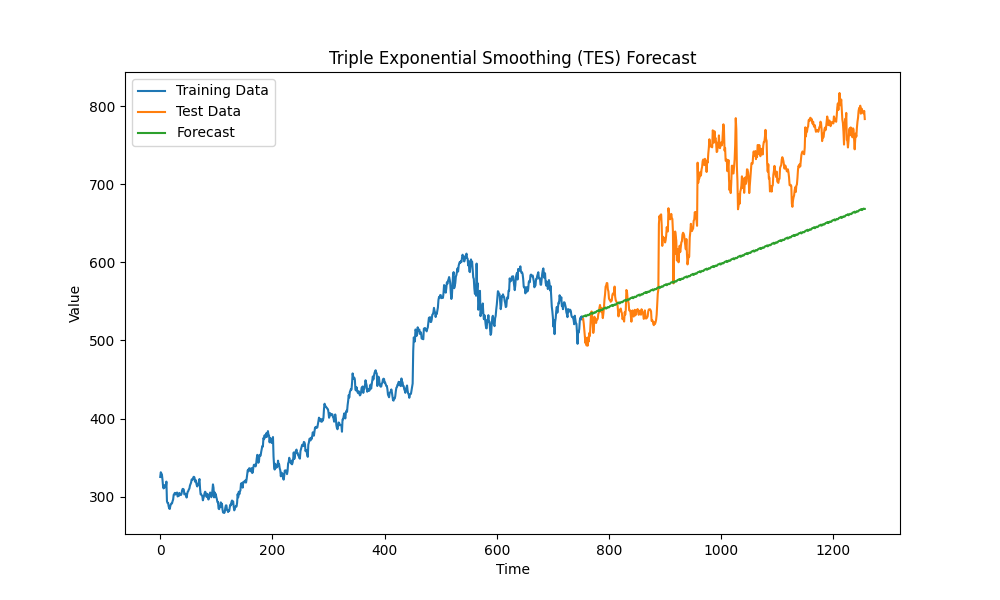 Triple Exponential Smoothing (TES) Forecast
Training Data
Test Data
Forecast
Value
800
700
600
500
400
300
0 200 400 600 800 1000 1200
Time